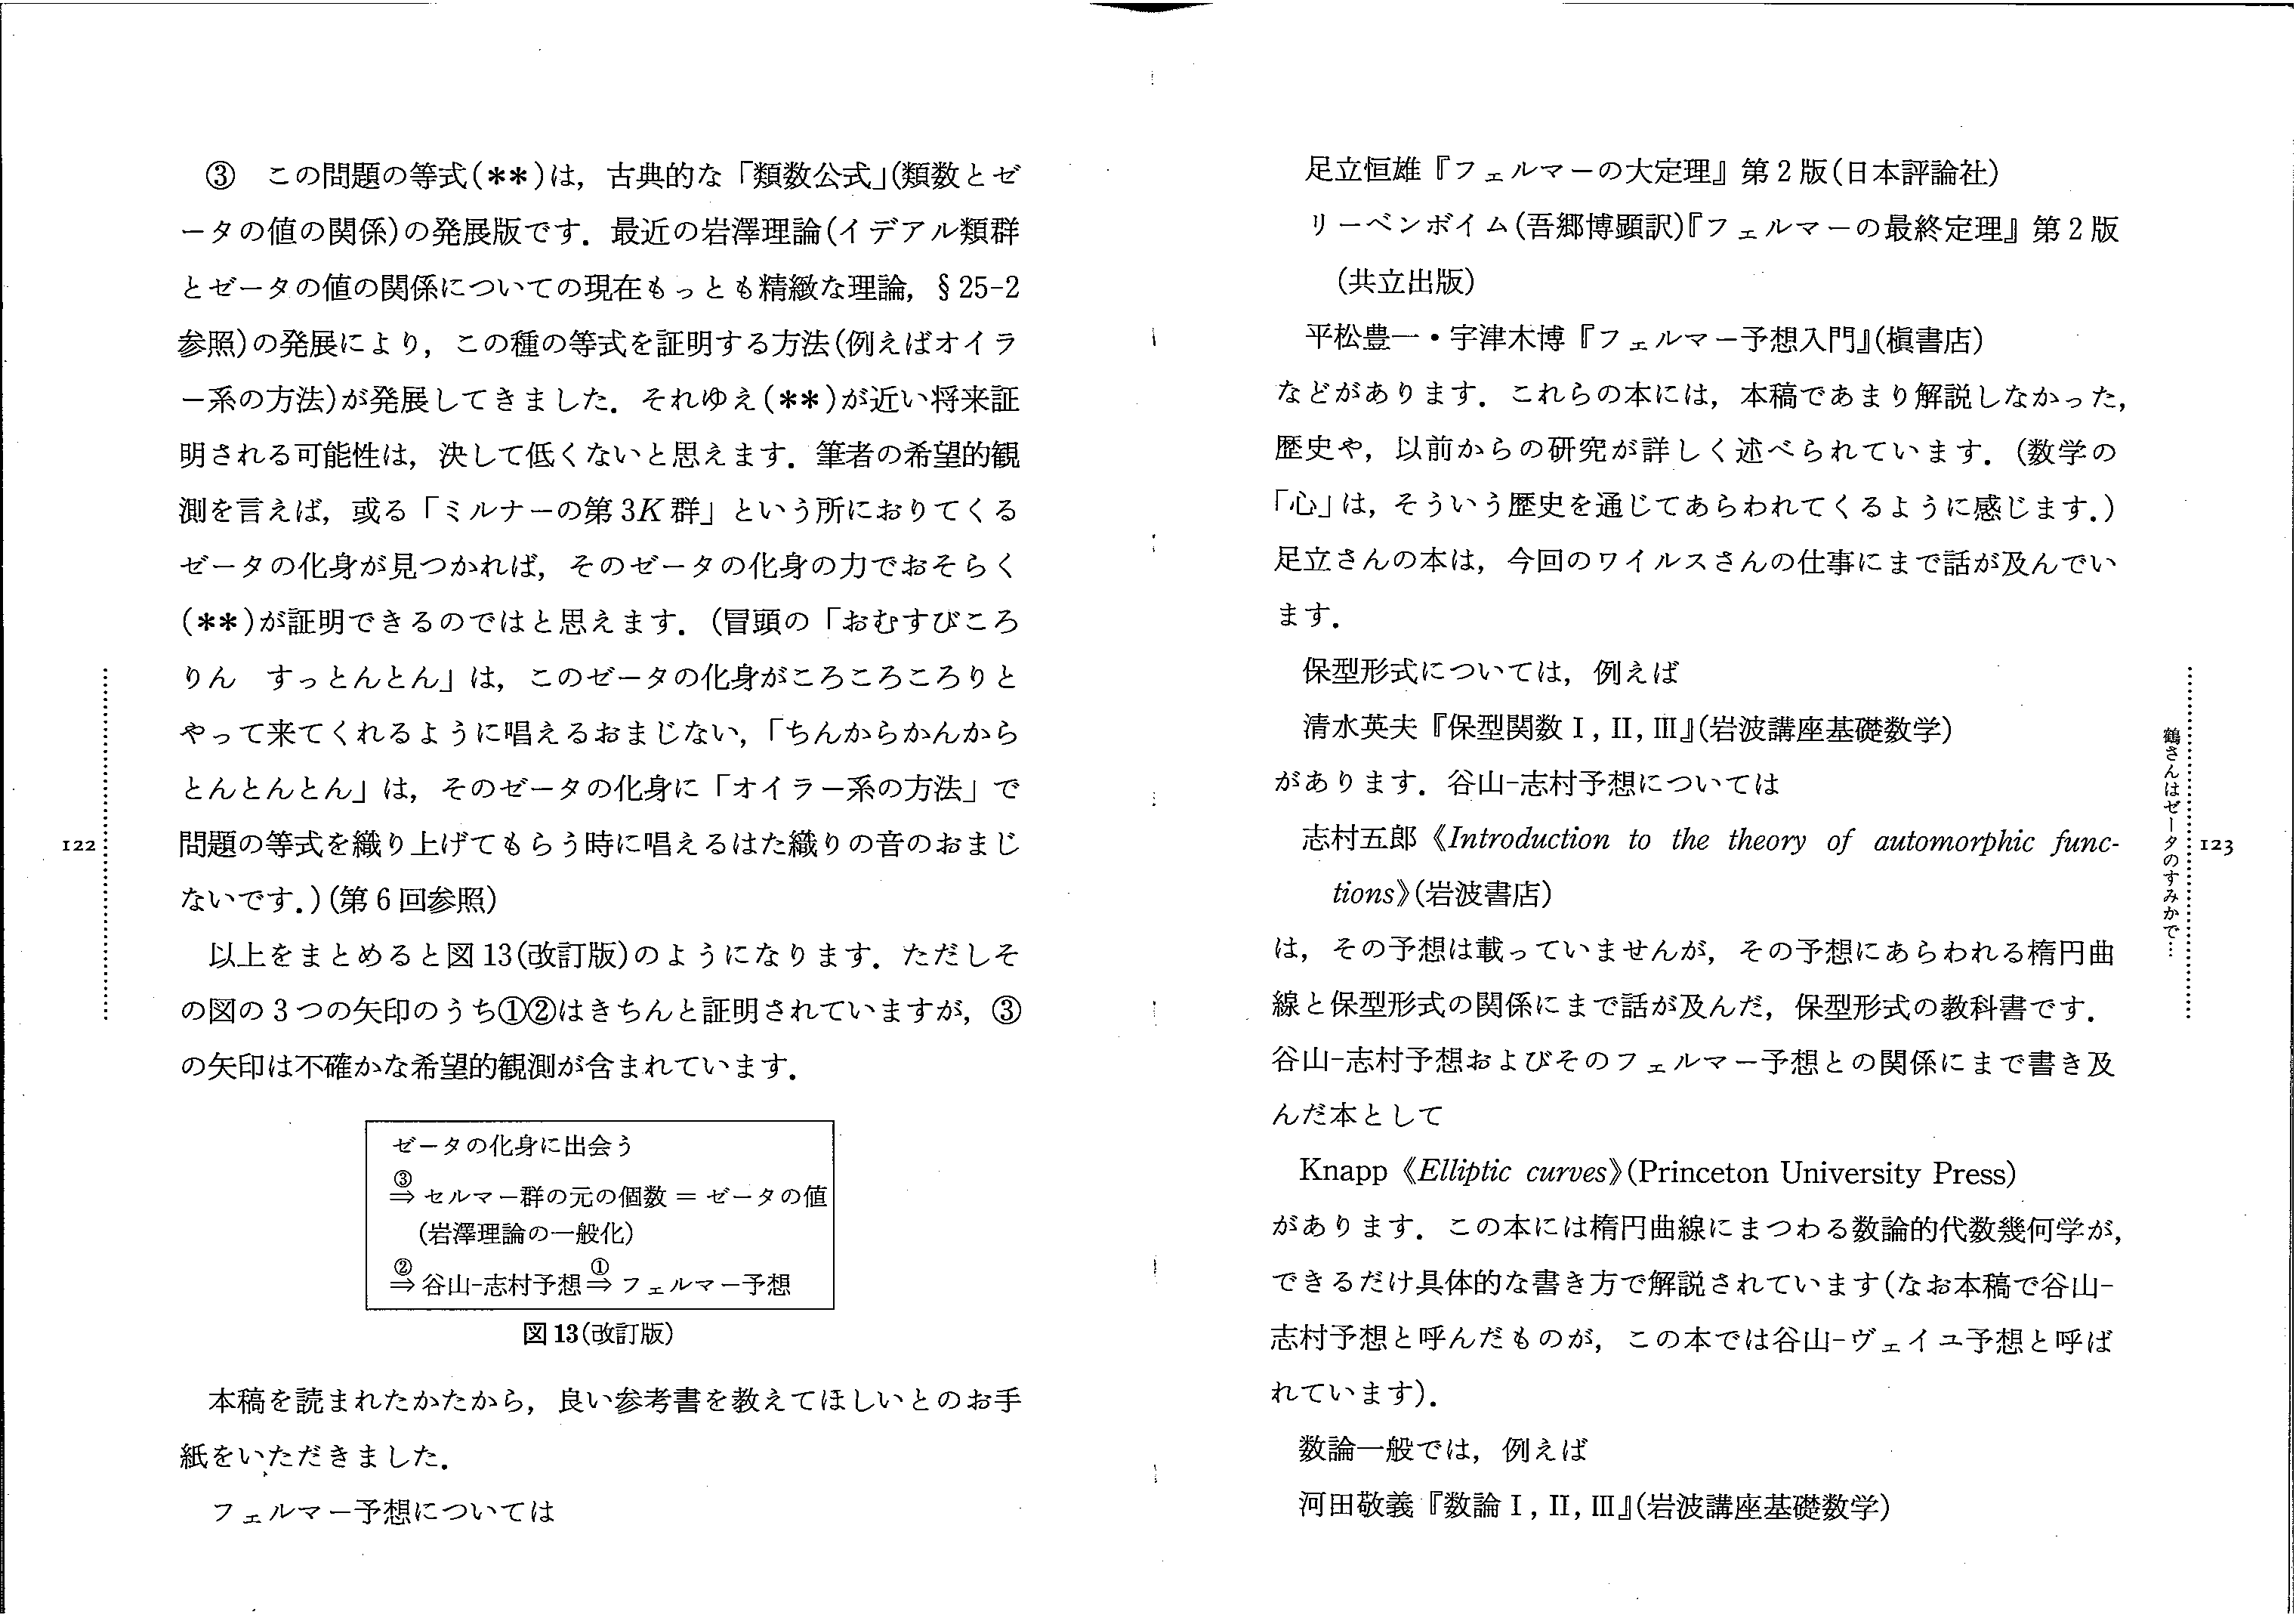 ③　この問題の等式(**)は，古典的な「類数公式」(類数とゼ
ータの値の関係)の発展版です．最近の岩澤理論(イデアル類群
とゼータの値の関係についての現在もっとも精緻な理論，§25-2
参照)の発展により，この種の等式を証明する方法(例えばオイラ
ー系の方法)が発展してきました．それゆえ(**)が近い将来証
明される可能性は，決して低くないと思えます．筆者の希望的観
測を言えば，或る「ミルナーの第3K群」という所におりてくる
ゼータの化身が見つかれば，そのゼータの化身の力でおそらく
(**)が証明できるのではと思えます．(冒頭の「おむすびころ
りん　すっとんとん」は，このゼータの化身がころころころりと
やって来てくれるように唱えるおまじない，「ちんからかんから
とんとんとん」は，そのゼータの化身に「オイラー系の方法」で
問題の等式を織り上げてもらう時に唱えるはた織りの音のおまじ
ないです．)(第6回参照)
以上をまとめると図13(改訂版)のようになります．ただしそ
の図の3つの矢印のうち①②はきちんと証明されていますが，③
の矢印は不確かな希望的観測が含まれています．
ゼータの化身に出会う
③
⇒ セルマー群の元の個数 = ゼータの値
(岩澤理論の一般化)
② ①
⇒ 谷山-志村予想 ⇒ フェルマー予想
図13(改訂版)
本稿を読まれたかたから，良い参考書を教えてほしいとのお手
紙をいただきました．
フェルマー予想については
122
足立恒雄『フェルマーの大定理』第2版(日本評論社)
リーベンボイム(吾郷博顕訳)『フェルマーの最終定理』第2版
(共立出版)
平松豊一・宇津木博『フェルマー予想入門』(槇書店)
などがあります．これらの本には，本稿であまり解説しなかった，
歴史や，以前からの研究が詳しく述べられています．(数学の
「心」は，そういう歴史を通じてあらわれてくるように感じます．)
足立さんの本は，今回のワイルスさんの仕事にまで話が及んでい
ます．
保型形式については，例えば
清水英夫『保型関数 I, II, III』(岩波講座基礎数学)
があります．谷山-志村予想については
志村五郎《Introduction to the theory of automorphic func-
tions》(岩波書店)
は，その予想は載っていませんが，その予想にあらわれる楕円曲
線と保型形式の関係にまで話が及んだ，保型形式の教科書です．
谷山-志村予想およびそのフェルマー予想との関係にまで書き及
んだ本として
Knapp《Elliptic curves》(Princeton University Press)
があります．この本には楕円曲線にまつわる数論的代数幾何学が，
できるだけ具体的な書き方で解説されています(なお本稿で谷山-
志村予想と呼んだものが，この本では谷山-ヴェイユ予想と呼ば
れています)．
数論一般では，例えば
河田敬義『数論 I, II, III』(岩波講座基礎数学)
鶴さんはゼータのすみかで…
123